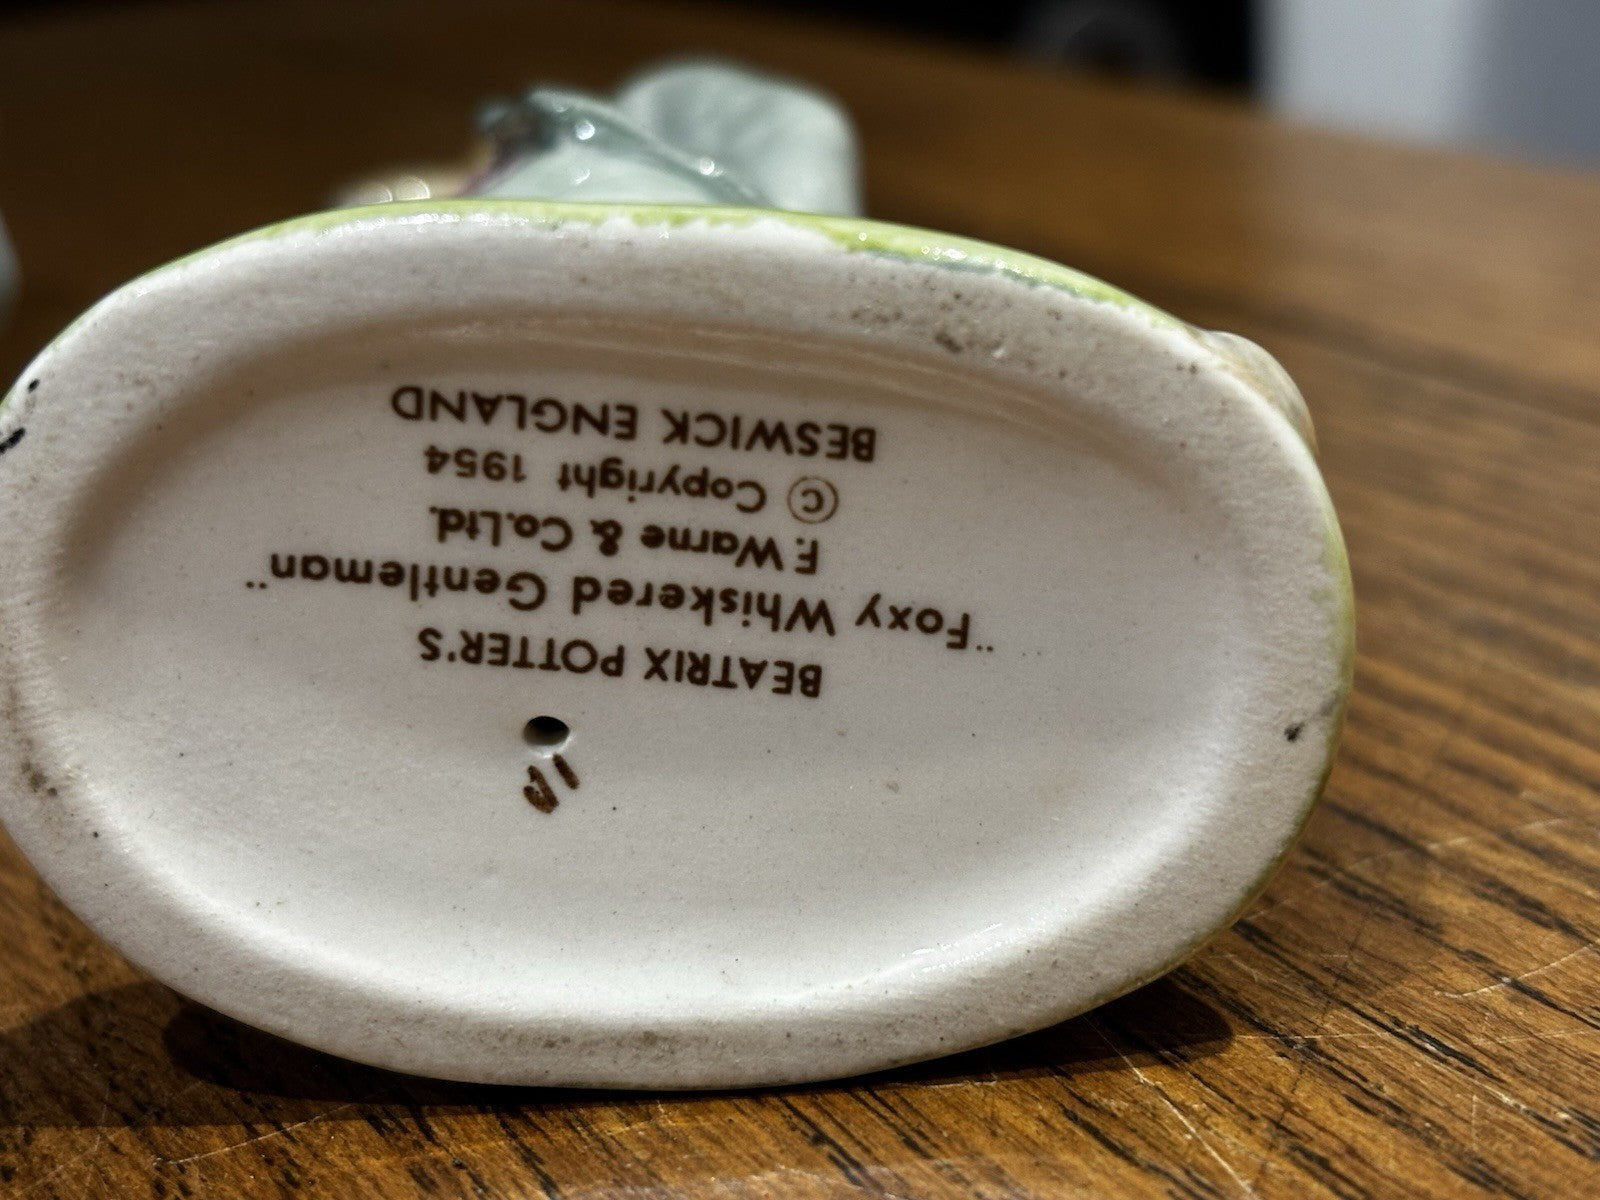 BEATRIX POTTER'S
"Foxy Whiskered Gentleman"
F. Warne & Co.Ltd.
© Copyright 1954
BESWICK ENGLAND